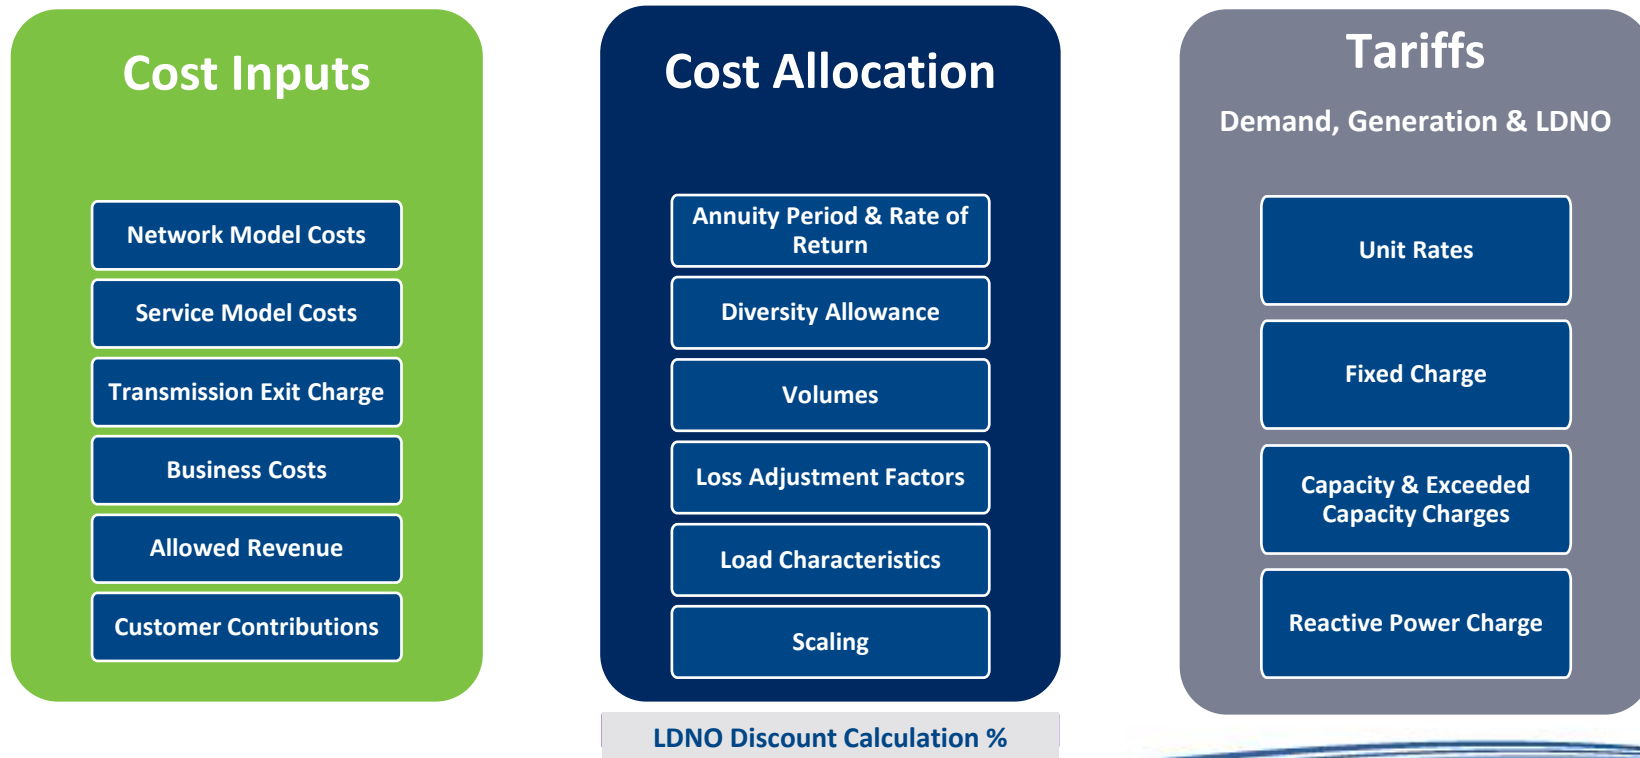 Cost Inputs
Network Model Costs
Service Model Costs
Transmission Exit Charge
Business Costs
Allowed Revenue
Customer Contributions
Cost Allocation
Annuity Period & Rate of
Return
Diversity Allowance
Volumes
Loss Adjustment Factors
Load Characteristics
Scaling
LDNO Discount Calculation %
Tariffs
Demand, Generation & LDNO
Unit Rates
Fixed Charge
Capacity & Exceeded
Capacity Charges
Reactive Power Charge